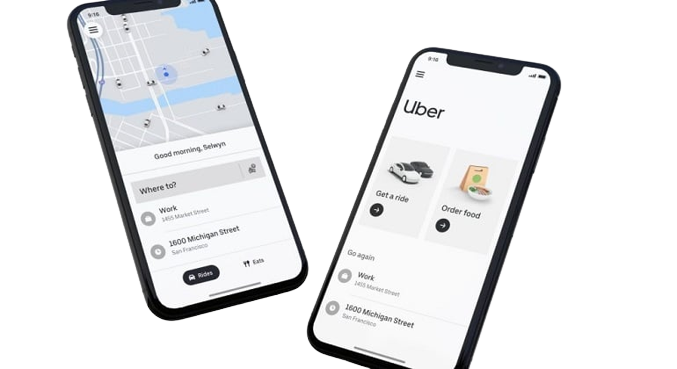 9:16
Good morning, Selwyn
Where to?
Work
1455 Market Street
1600 Michigan Street
San Francisco
Rides
Eats
9:16
Uber
Get a ride
Order food
Go again
Work
1455 Market Street
1600 Michigan Street
San Francisco